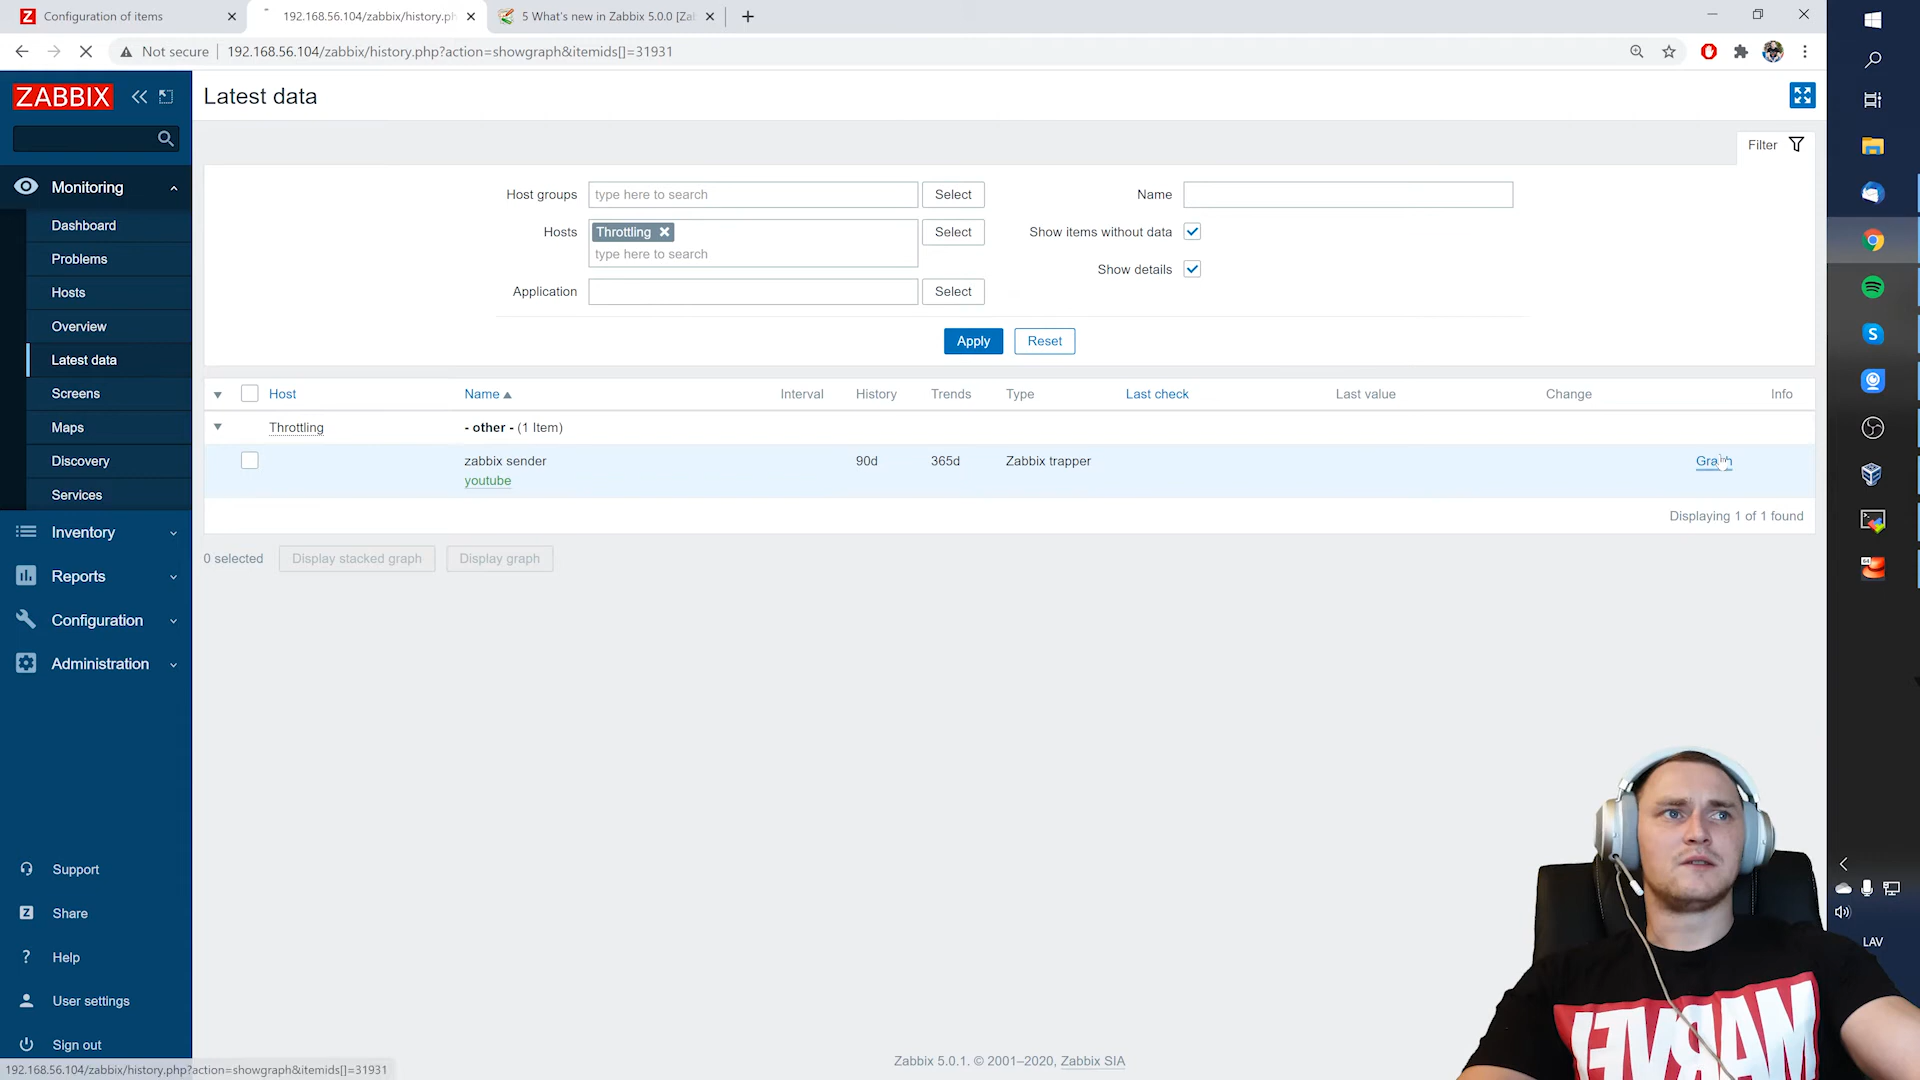 Configuration of items
192.168.56.104/zabbix/history.ph
5 What's new in Zabbix 5.0.0 [Za
Not secure
192.168.56.104/zabbix/history.php?action=showgraph&itemids[]=31931
ZABBIX
Latest data
Filter
Monitoring
Dashboard
Problems
Hosts
Overview
Latest data
Screens
Maps
Discovery
Services
Inventory
Reports
Configuration
Administration
Support
Share
Help
User settings
Sign out
Host groups
type here to search
Select
Name
Hosts
Throttling
type here to search
Select
Show items without data
Show details
Application
Select
Apply
Reset
Host
Name
Interval
History
Trends
Type
Last check
Last value
Change
Info
Throttling
- other - (1 Item)
zabbix sender
90d
365d
Zabbix trapper
Graph
youtube
Displaying 1 of 1 found
0 selected
Display stacked graph
Display graph
Zabbix 5.0.1. © 2001–2020, Zabbix SIA
192.168.56.104/zabbix/history.php?action=showgraph&itemids[]=31931
LAV
64
MARVEL